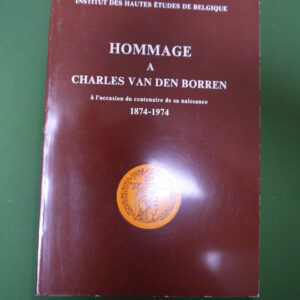 INSTITUT DES HAUTES ÉTUDES DE BELGIQUE
HOMMAGE
A
CHARLES VAN DEN BORREN
à l'occasion du centenaire de sa naissance
1874-1974